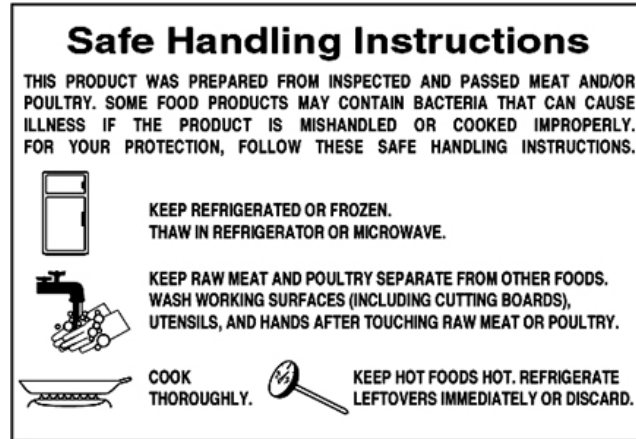 Safe Handling Instructions
THIS PRODUCT WAS PREPARED FROM INSPECTED AND PASSED MEAT AND/OR
POULTRY. SOME FOOD PRODUCTS MAY CONTAIN BACTERIA THAT CAN CAUSE
ILLNESS IF THE PRODUCT IS MISHANDLED OR COOKED IMPROPERLY.
FOR YOUR PROTECTION, FOLLOW THESE SAFE HANDLING INSTRUCTIONS.
KEEP REFRIGERATED OR FROZEN.
THAW IN REFRIGERATOR OR MICROWAVE.
KEEP RAW MEAT AND POULTRY SEPARATE FROM OTHER FOODS.
WASH WORKING SURFACES (INCLUDING CUTTING BOARDS),
UTENSILS, AND HANDS AFTER TOUCHING RAW MEAT OR POULTRY.
COOK
THOROUGHLY.
KEEP HOT FOODS HOT. REFRIGERATE
LEFTOVERS IMMEDIATELY OR DISCARD.